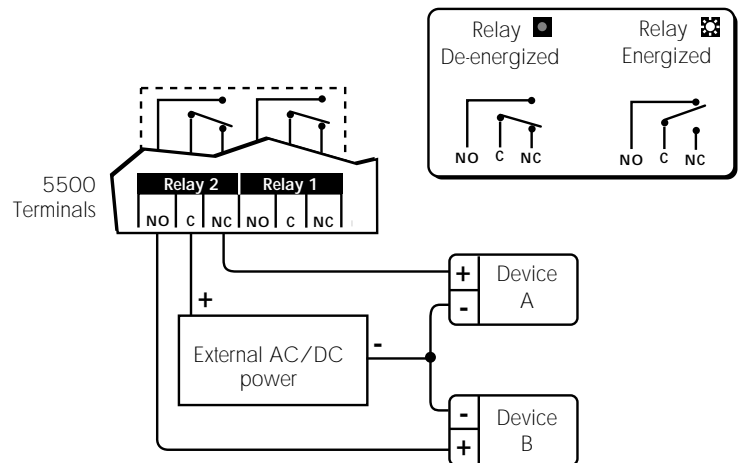 Relay Relay
De-energized Energized
NO C NC NO C NC
5500
Terminals
Relay 2 Relay 1
NO C NC NO C NC
+
External AC/DC
power
-
+ Device
- A
- Device
+ B